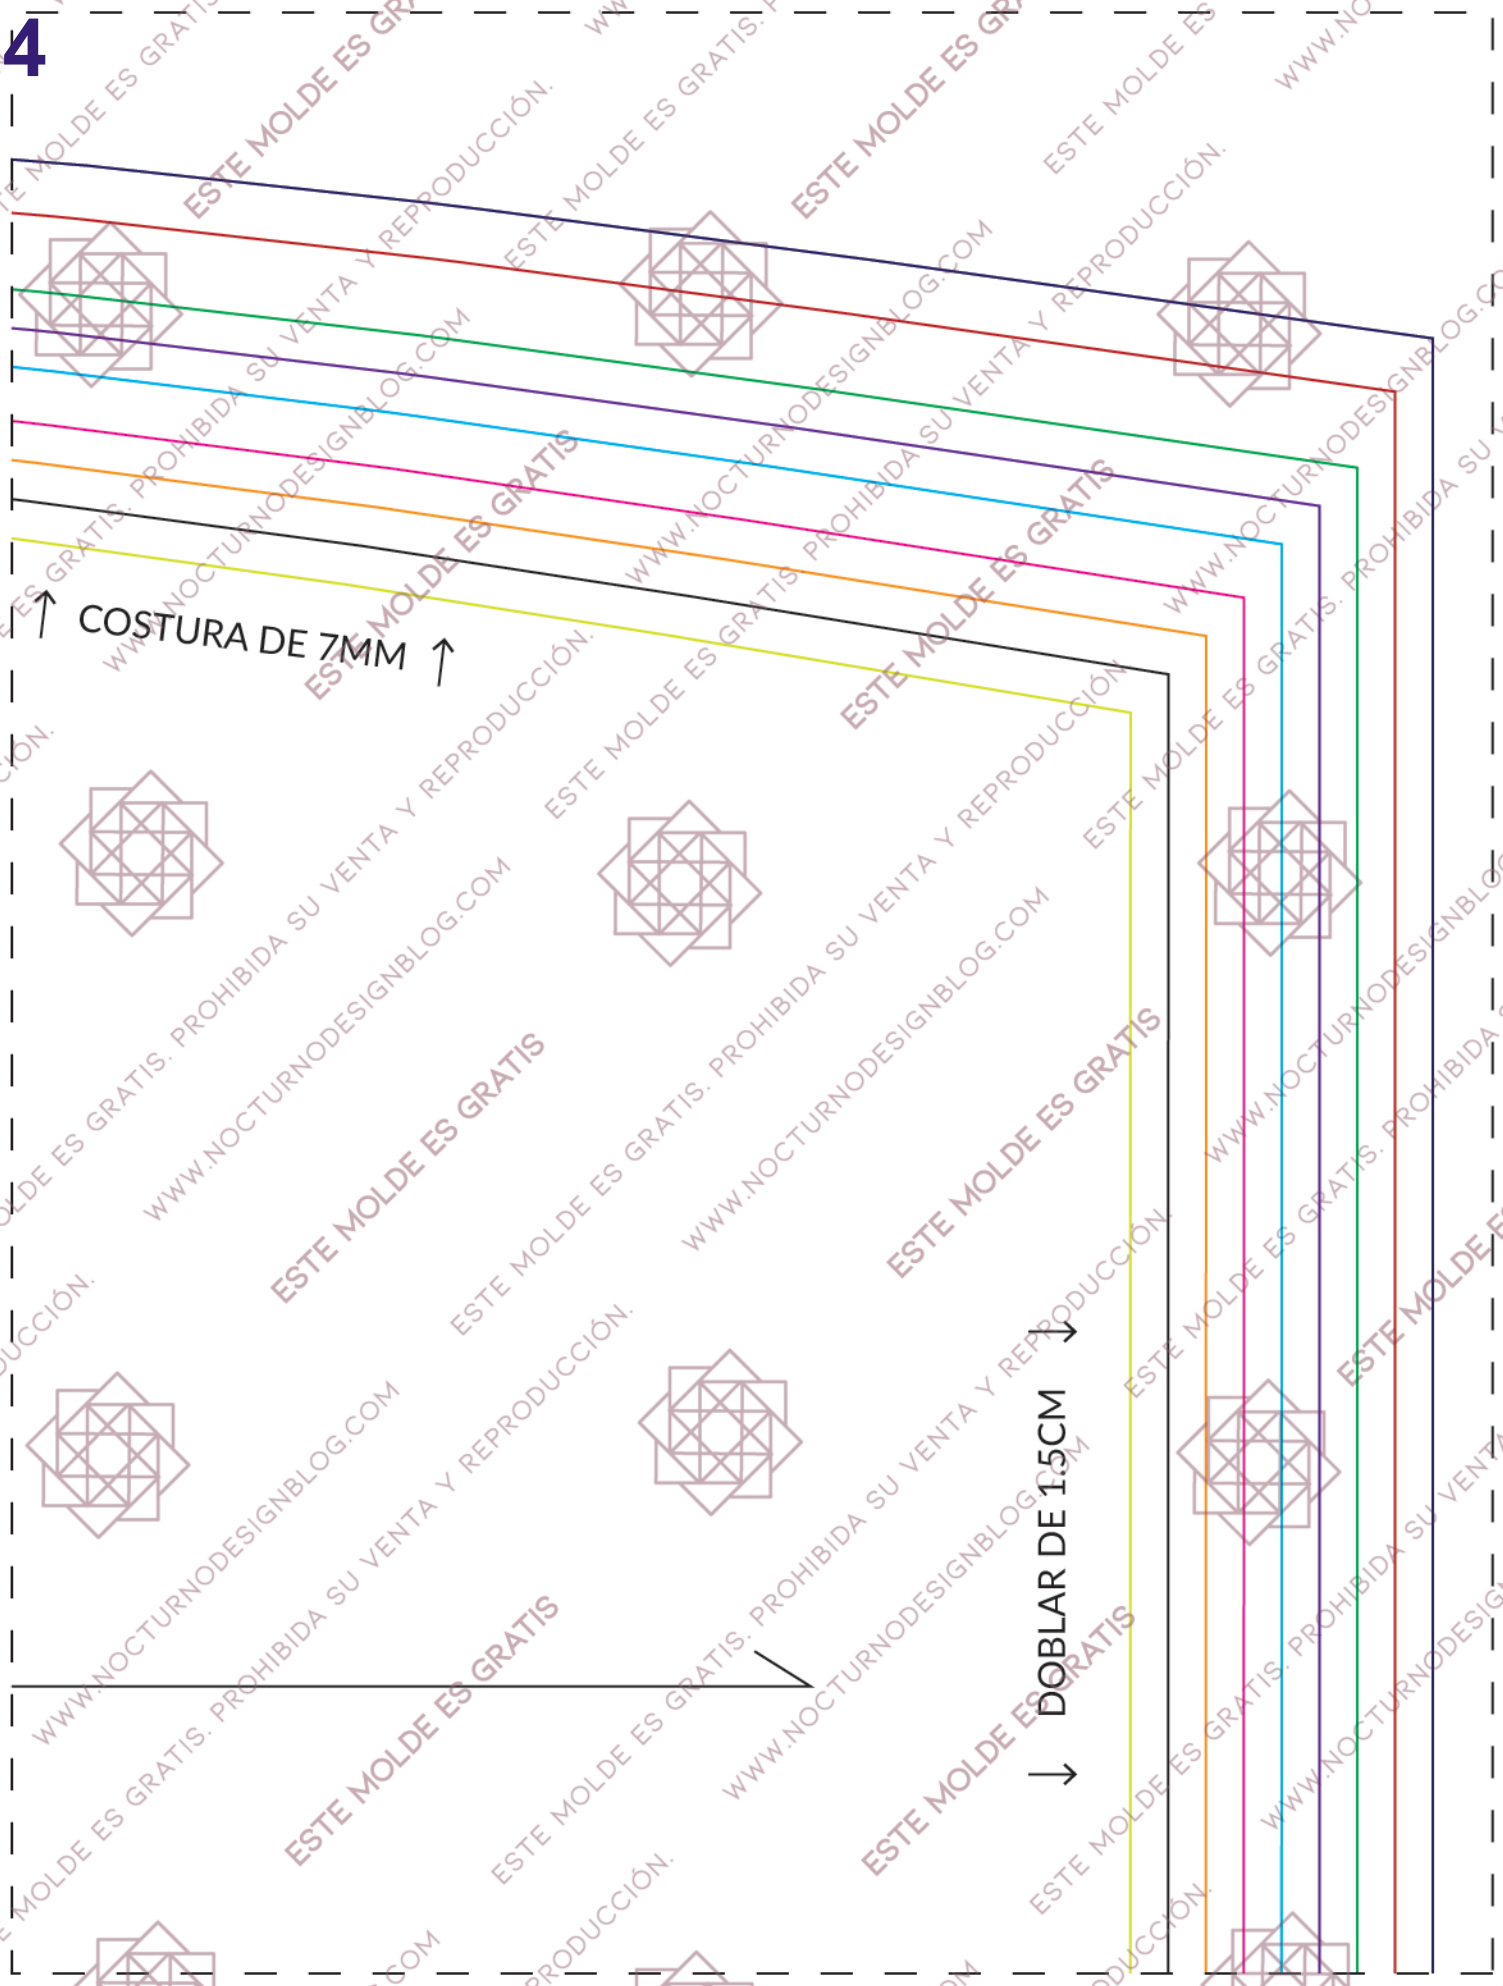 4
COSTURA DE 7MM
DOBLAR DE 1.5CM
ESTE MOLDE ES GRATIS. PROHIBIDA SU VENTA Y REPRODUCCIÓN.
WWW.NOCTURNODESIGNBLOG.COM
ESTE MOLDE ES GRATIS